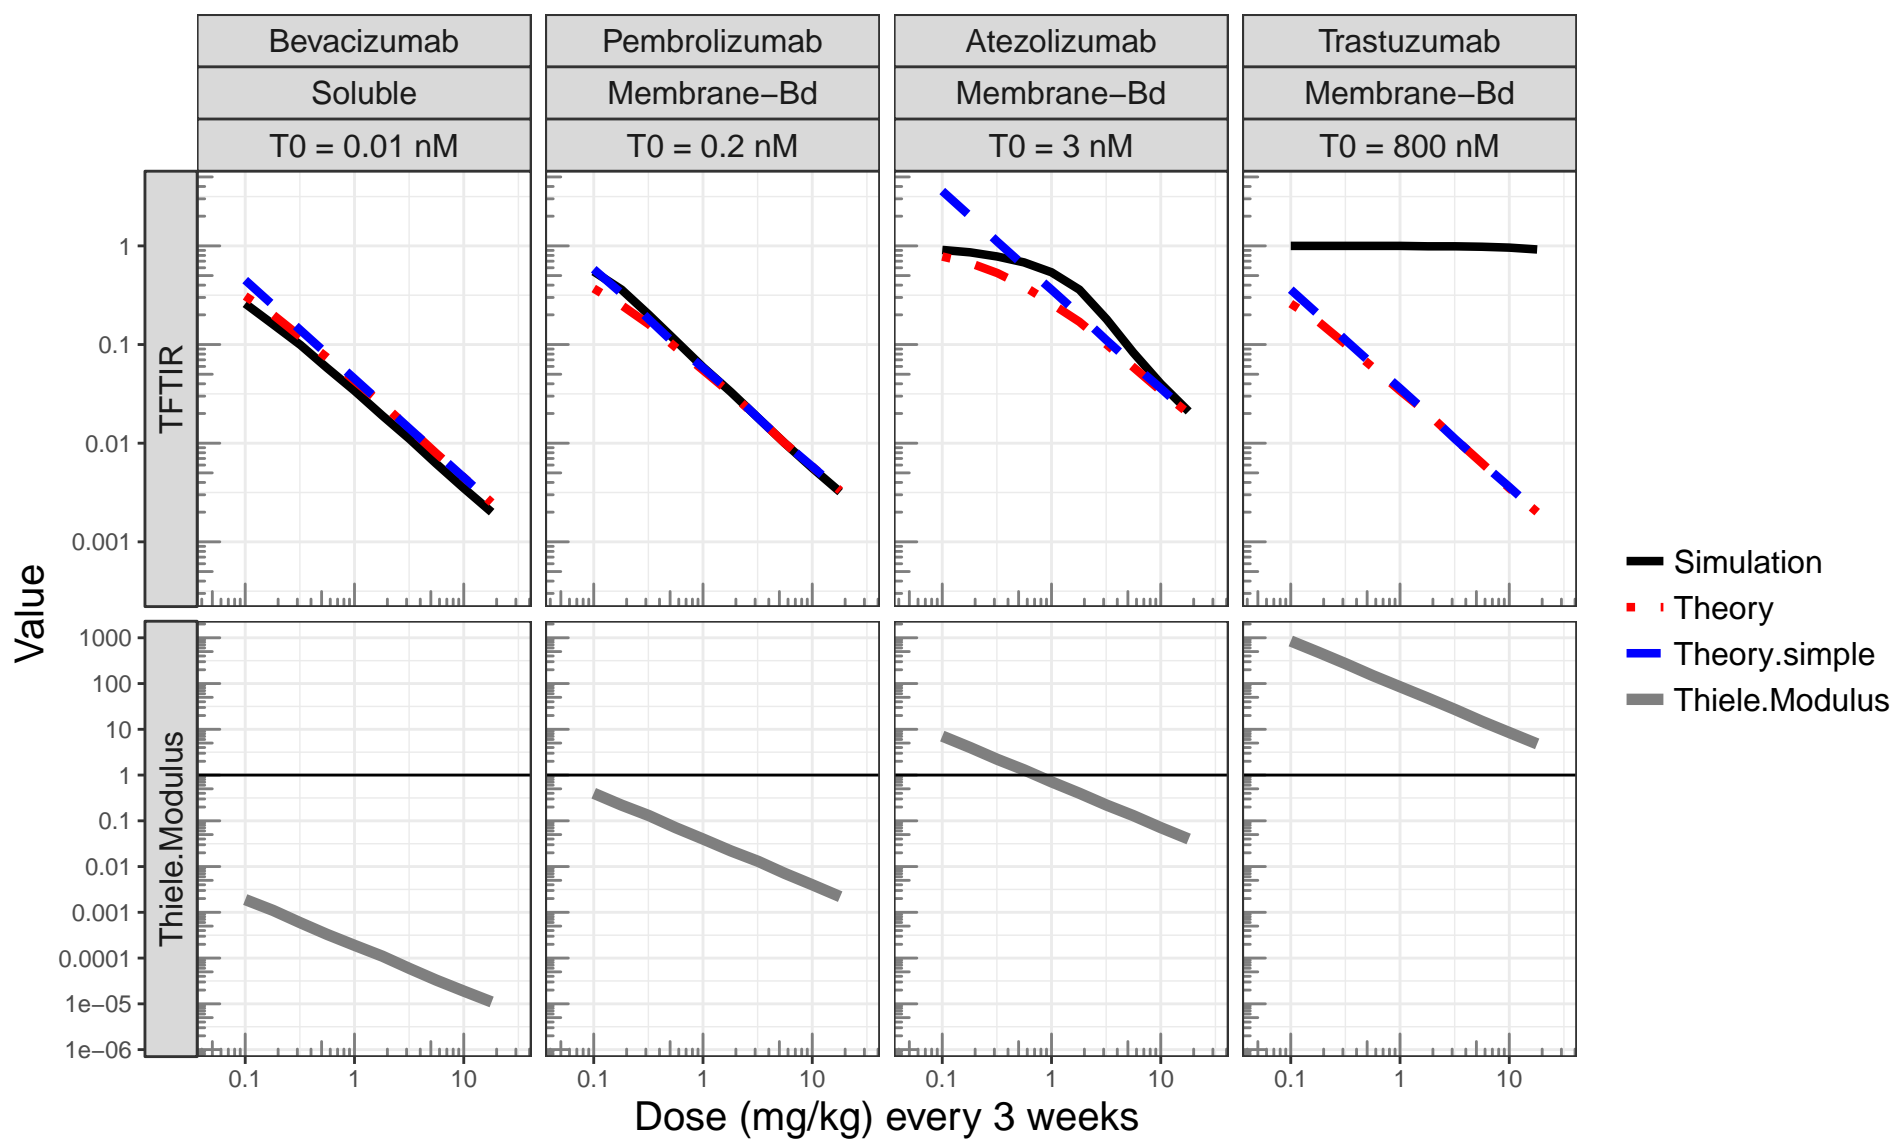 Bevacizumab Pembrolizumab Atezolizumab Trastuzumab
Soluble Membrane−Bd Membrane−Bd Membrane−Bd
T0 = 0.01 nM T0 = 0.2 nM T0 = 3 nM T0 = 800 nM
TFTIR
1
0.1
0.01
0.001
Value
Thiele.Modulus
1000
100
10
1
0.1
0.01
0.001
0.0001
1e−05
1e−06
0.1 1 10 0.1 1 10 0.1 1 10 0.1 1 10
Dose (mg/kg) every 3 weeks
Simulation
Theory
Theory.simple
Thiele.Modulus